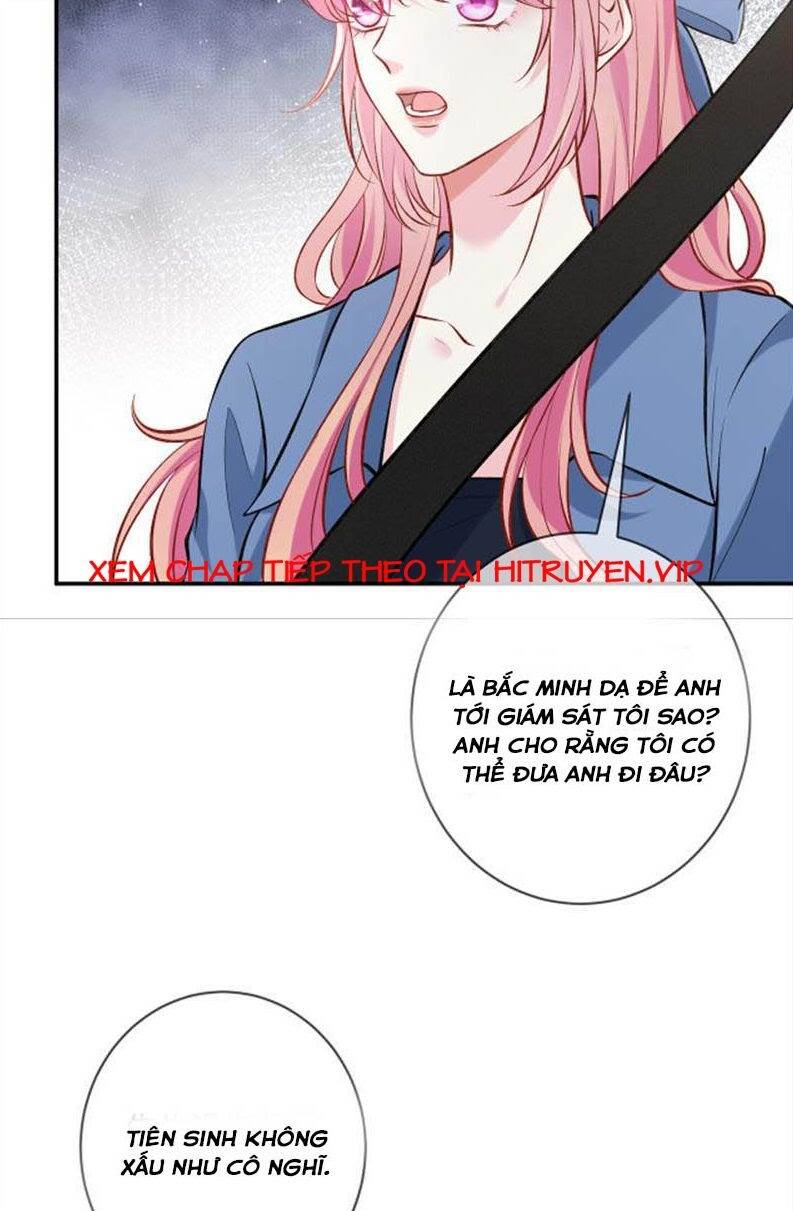 XEM CHAP TIẾP THEO TẠI HITRUYEN.VIP
LÀ BẮC MINH DẠ ĐỂ ANH
TỚI GIÁM SÁT TÔI SAO?
ANH CHO RẰNG TÔI CÓ
THỂ ĐƯA ANH ĐI ĐÂU?
TIÊN SINH KHÔNG
XẤU NHƯ CÔ NGHĨ.